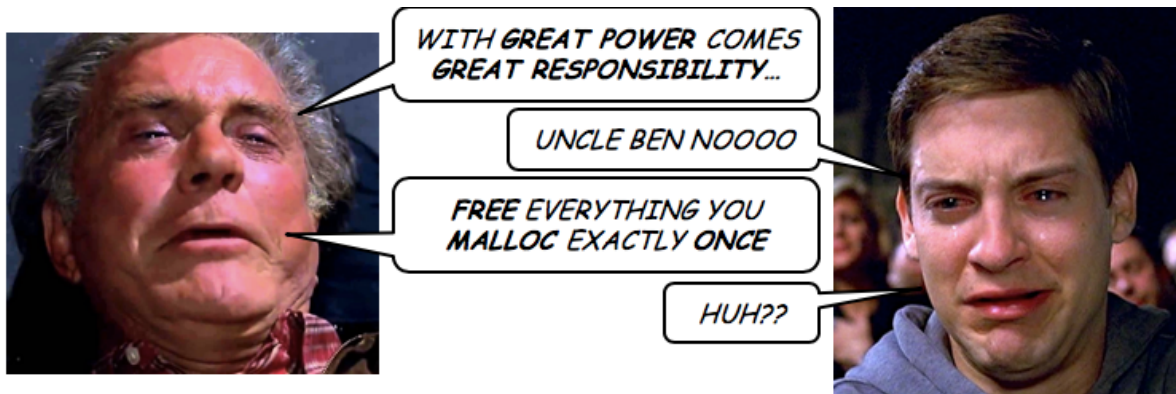 WITH GREAT POWER COMES
GREAT RESPONSIBILITY...
UNCLE BEN NOOOO
FREE EVERYTHING YOU
MALLOC EXACTLY ONCE
HUH??